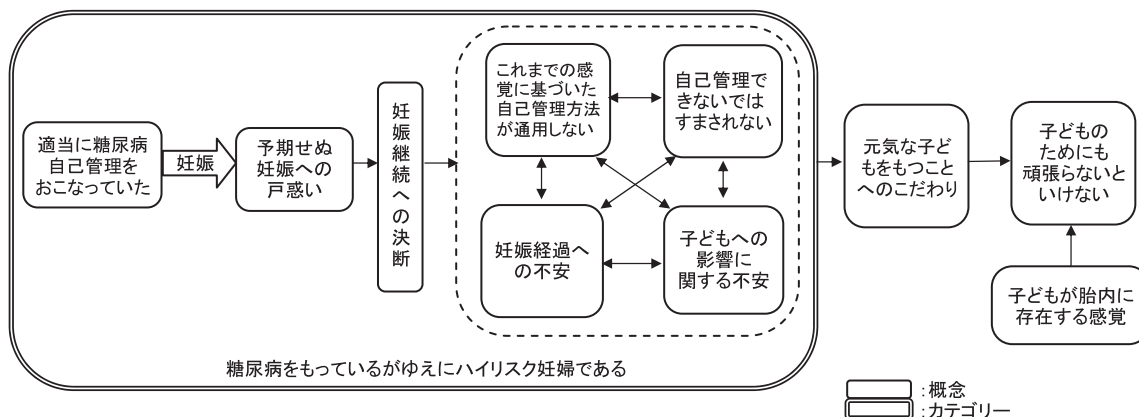 適当に糖尿病
自己管理を
おこなっていた
妊娠
予期せぬ
妊娠への
戸惑い
妊娠継続への決断
これまでの感
覚に基づいた
自己管理方法
が通用しない
自己管理で
きないでは
すまされない
妊娠経過へ
の不安
子どもへの
影響に
関する不安
糖尿病をもっているがゆえにハイリスク妊婦である
元気な子ど
もをもつこと
へのこだわり
子どもの
ためにも
頑張らないと
いけない
子どもが胎内に
存在する感覚
:概念
:カテゴリー